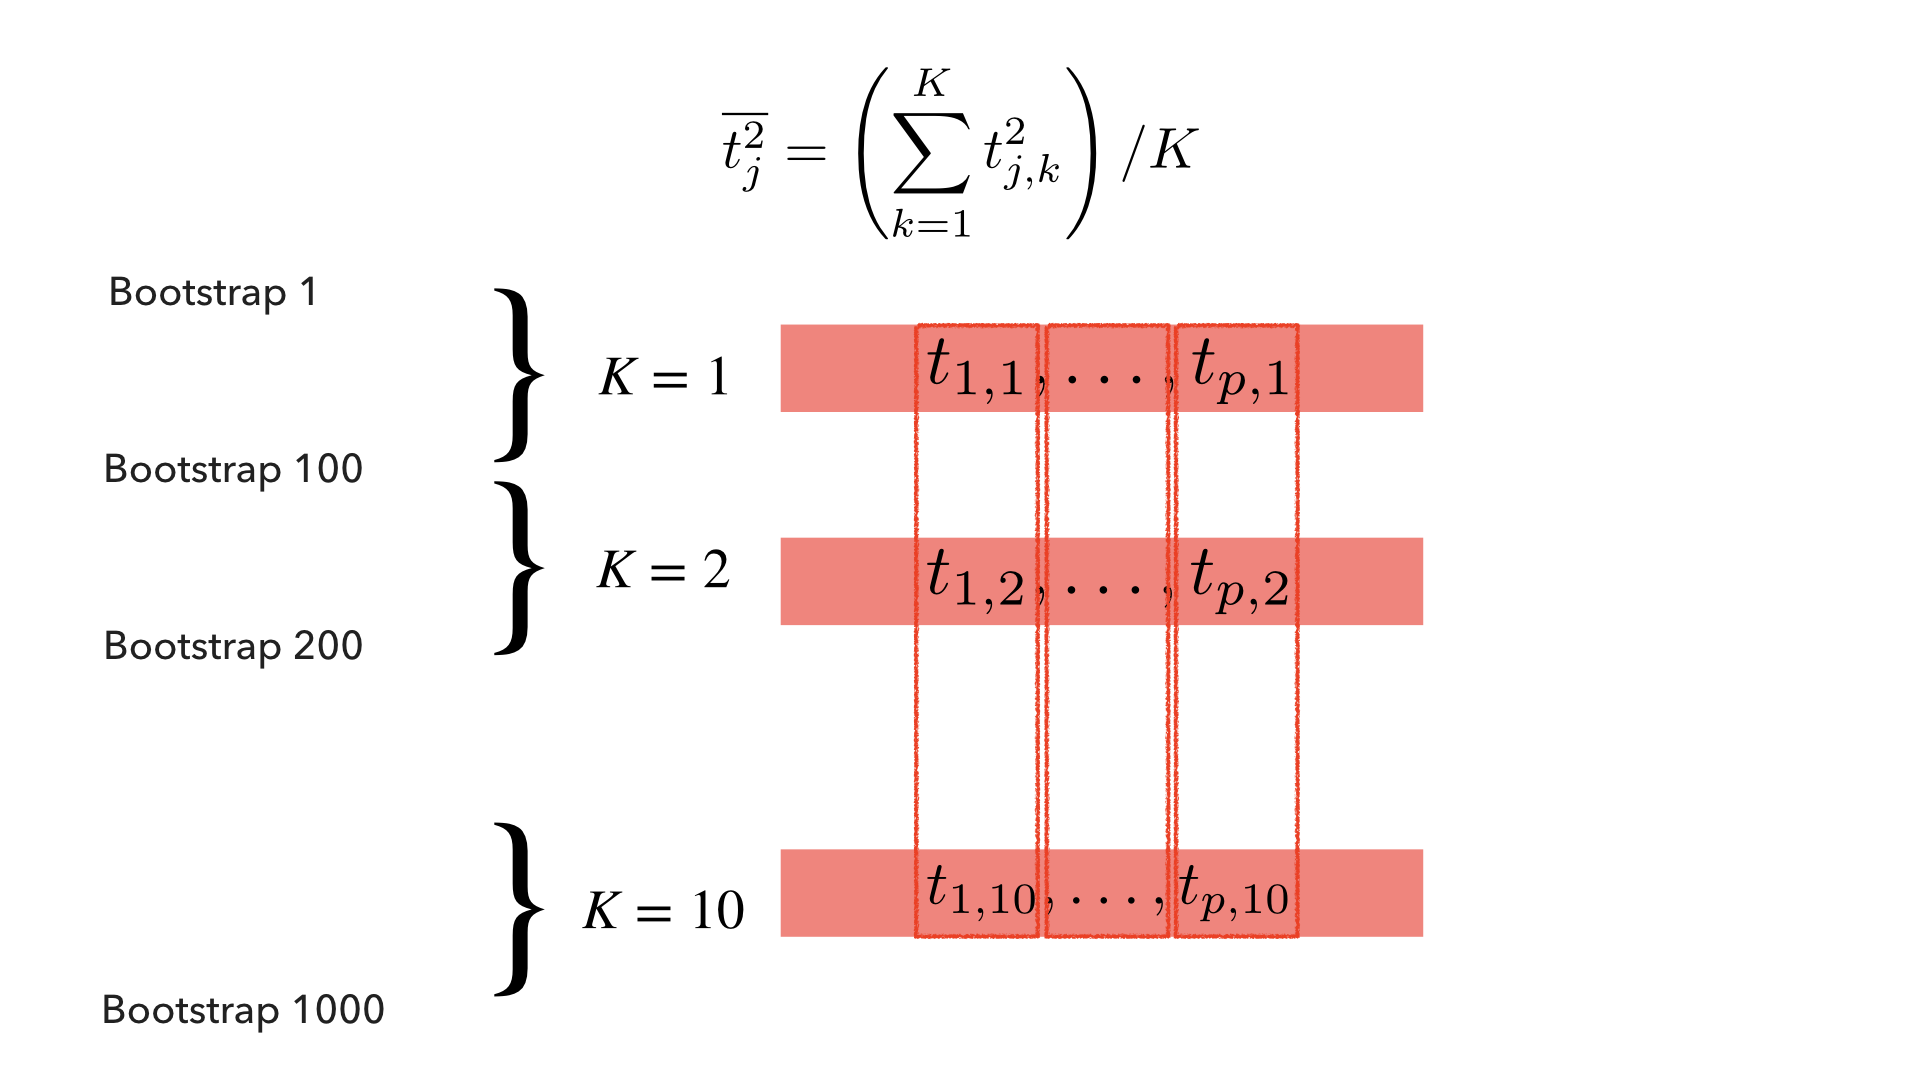 $\overline{t_j^2} = \left( \sum_{k=1}^{K} t_{j,k}^2 \right) / K$
Bootstrap 1
K = 1
$t_{1,1}, \ldots, t_{p,1}$
Bootstrap 100
K = 2
$t_{1,2}, \ldots, t_{p,2}$
Bootstrap 200
K = 10
$t_{1,10}, \ldots, t_{p,10}$
Bootstrap 1000